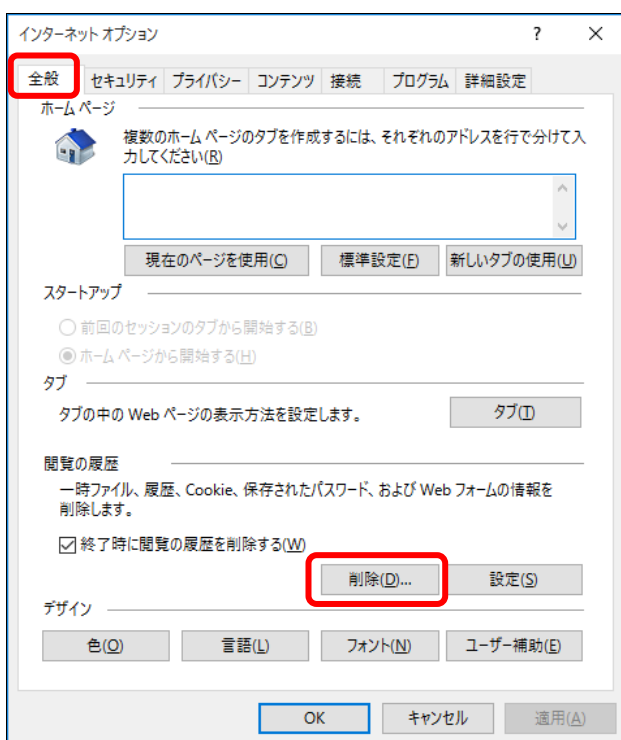 インターネット オプション ? ×
全般 セキュリティ プライバシー コンテンツ 接続 プログラム 詳細設定
ホーム ページ
複数のホーム ページのタブを作成するには、それぞれのアドレスを行で分けて入
力してください(R)
現在のページを使用(C) 標準設定(F) 新しいタブの使用(U)
スタートアップ
前回のセッションのタブから開始する(B)
ホーム ページから開始する(H)
タブ
タブの中の Web ページの表示方法を設定します。 タブ(T)
閲覧の履歴
一時ファイル、履歴、Cookie、保存されたパスワード、および Web フォームの情報を
削除します。
終了時に閲覧の履歴を削除する(W)
削除(D)... 設定(S)
デザイン
色(O) 言語(L) フォント(N) ユーザー補助(E)
OK キャンセル 適用(A)